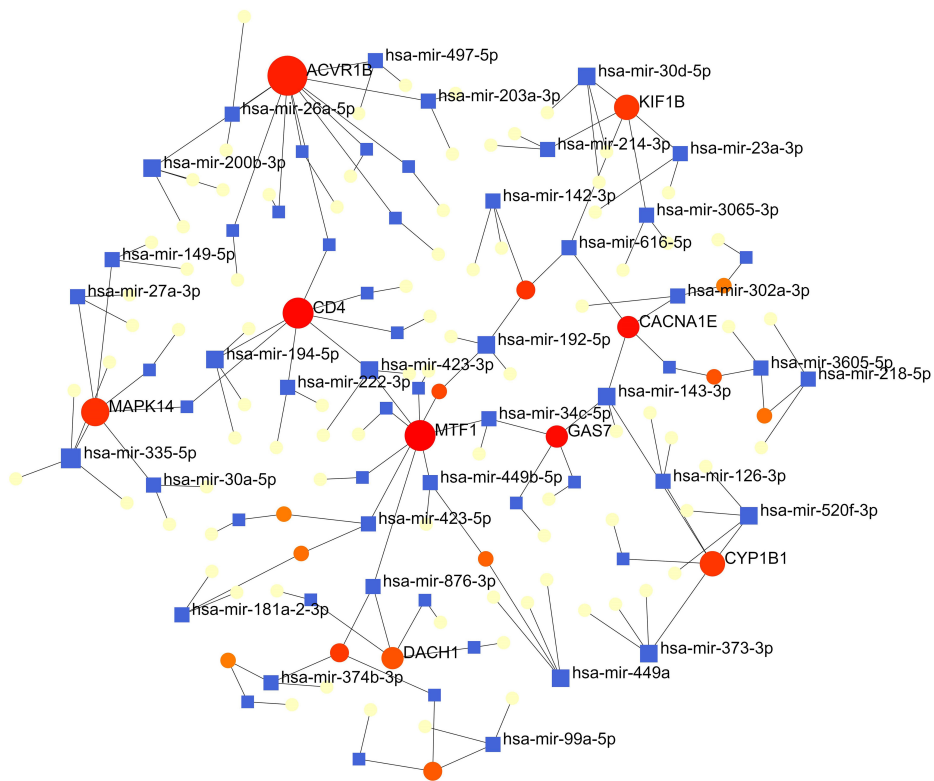 hsa-mir-497-5p
ACVR1B
hsa-mir-30d-5p
hsa-mir-203a-3p
KIF1B
hsa-mir-26a-5p
hsa-mir-214-3p
hsa-mir-23a-3p
hsa-mir-200b-3p
hsa-mir-142-3p
hsa-mir-3065-3p
hsa-mir-616-5p
hsa-mir-149-5p
hsa-mir-27a-3p
hsa-mir-302a-3p
CD4
CACNA1E
hsa-mir-192-5p
hsa-mir-194-5p
hsa-mir-423-3p
hsa-mir-3605-5p
hsa-mir-218-5p
hsa-mir-222-3p
hsa-mir-143-3p
MAPK14
hsa-mir-34c-5p
MTF1
GAS7
hsa-mir-335-5p
hsa-mir-30a-5p
hsa-mir-449b-5p
hsa-mir-126-3p
hsa-mir-520f-3p
hsa-mir-423-5p
CYP1B1
hsa-mir-876-3p
hsa-mir-181a-2-3p
DACH1
hsa-mir-373-3p
hsa-mir-374b-3p
hsa-mir-449a
hsa-mir-99a-5p